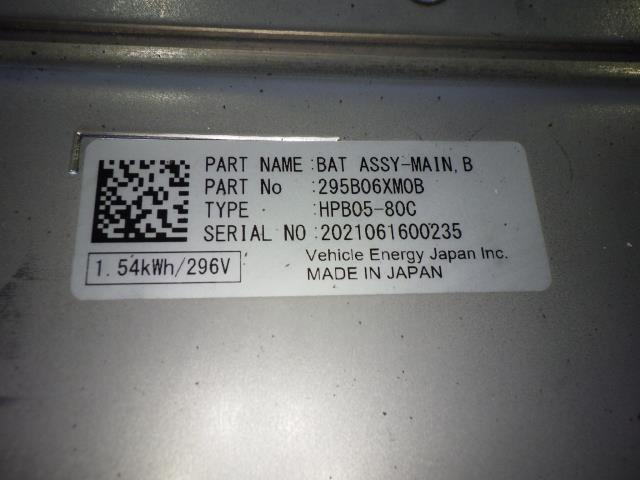 PART NAME :BAT ASSY-MAIN,B
PART No :295B06XM0B
TYPE :HPB05-80C
SERIAL NO :2021061600235
1.54kWh/296V
Vehicle Energy Japan Inc.
MADE IN JAPAN